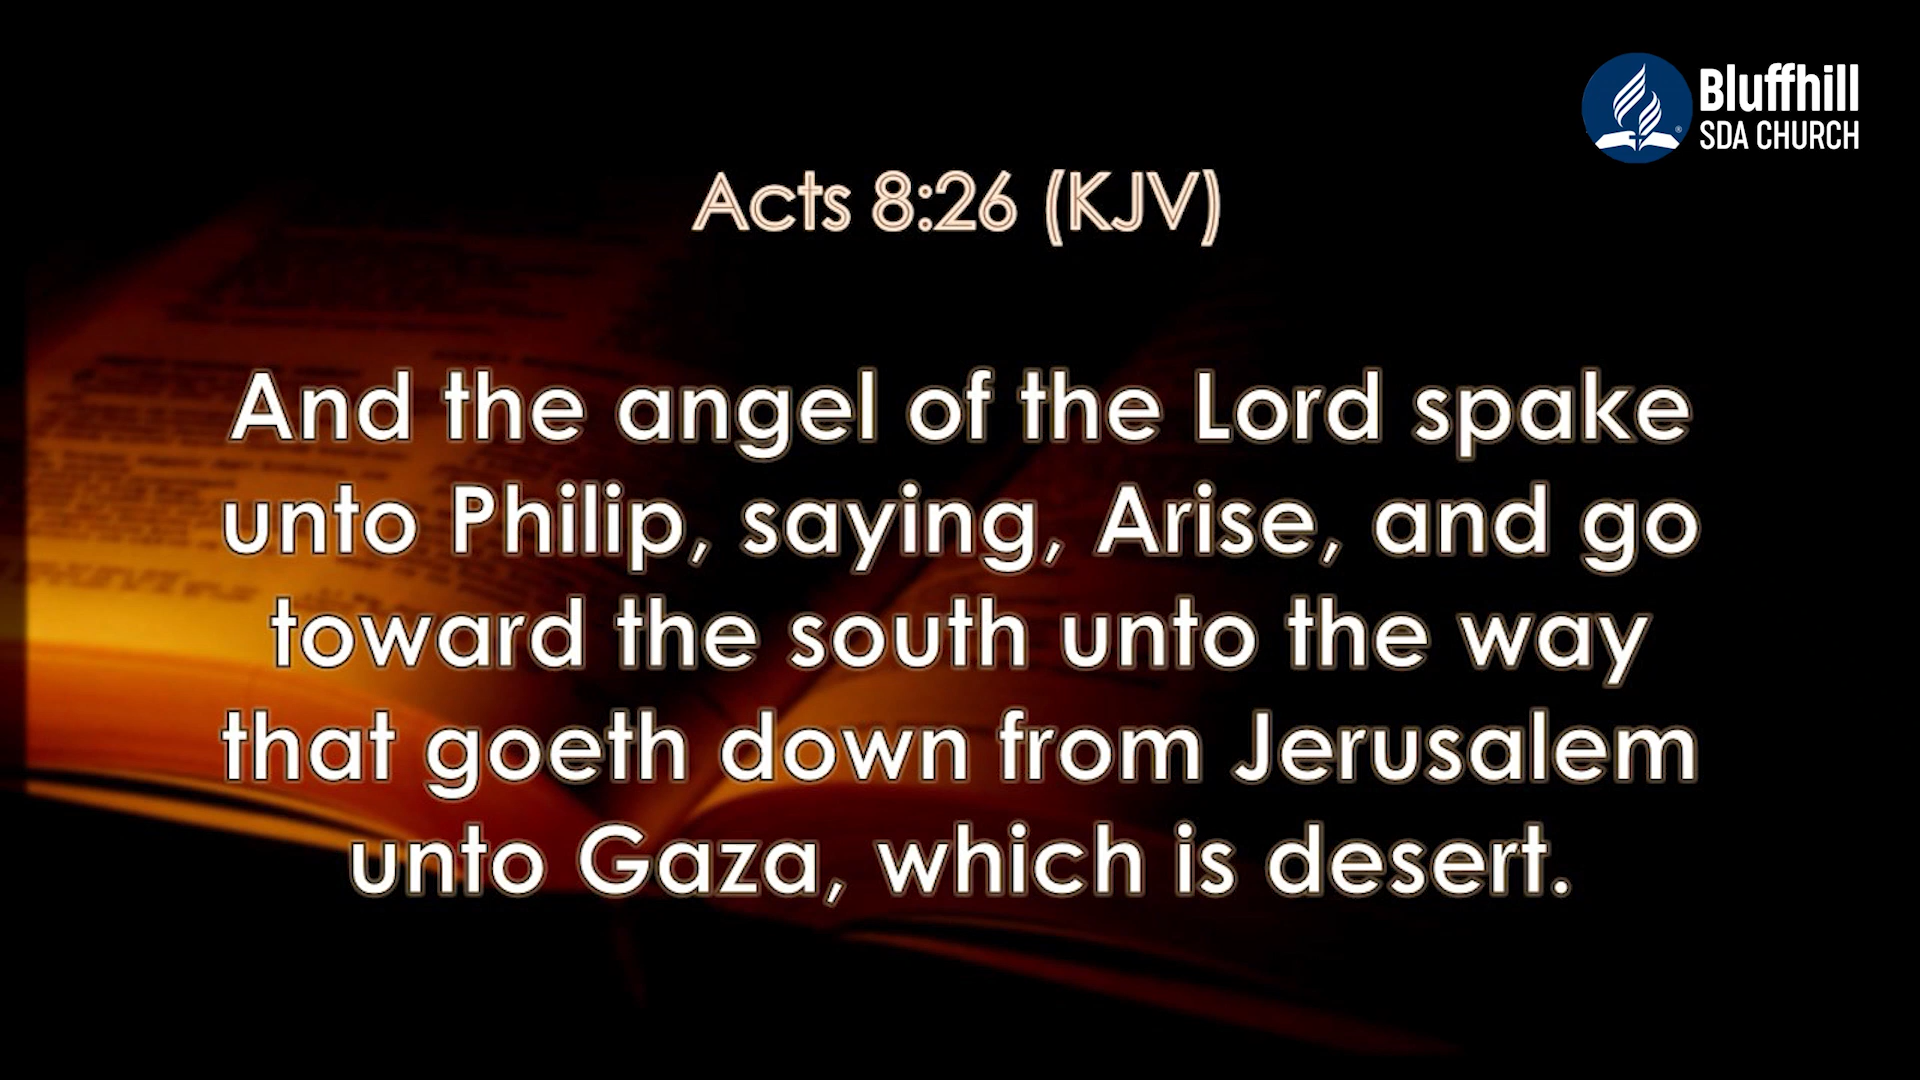 Bluffhill
SDA CHURCH
Acts 8:26 (KJV)
And the angel of the Lord spake
unto Philip, saying, Arise, and go
toward the south unto the way
that goeth down from Jerusalem
unto Gaza, which is desert.